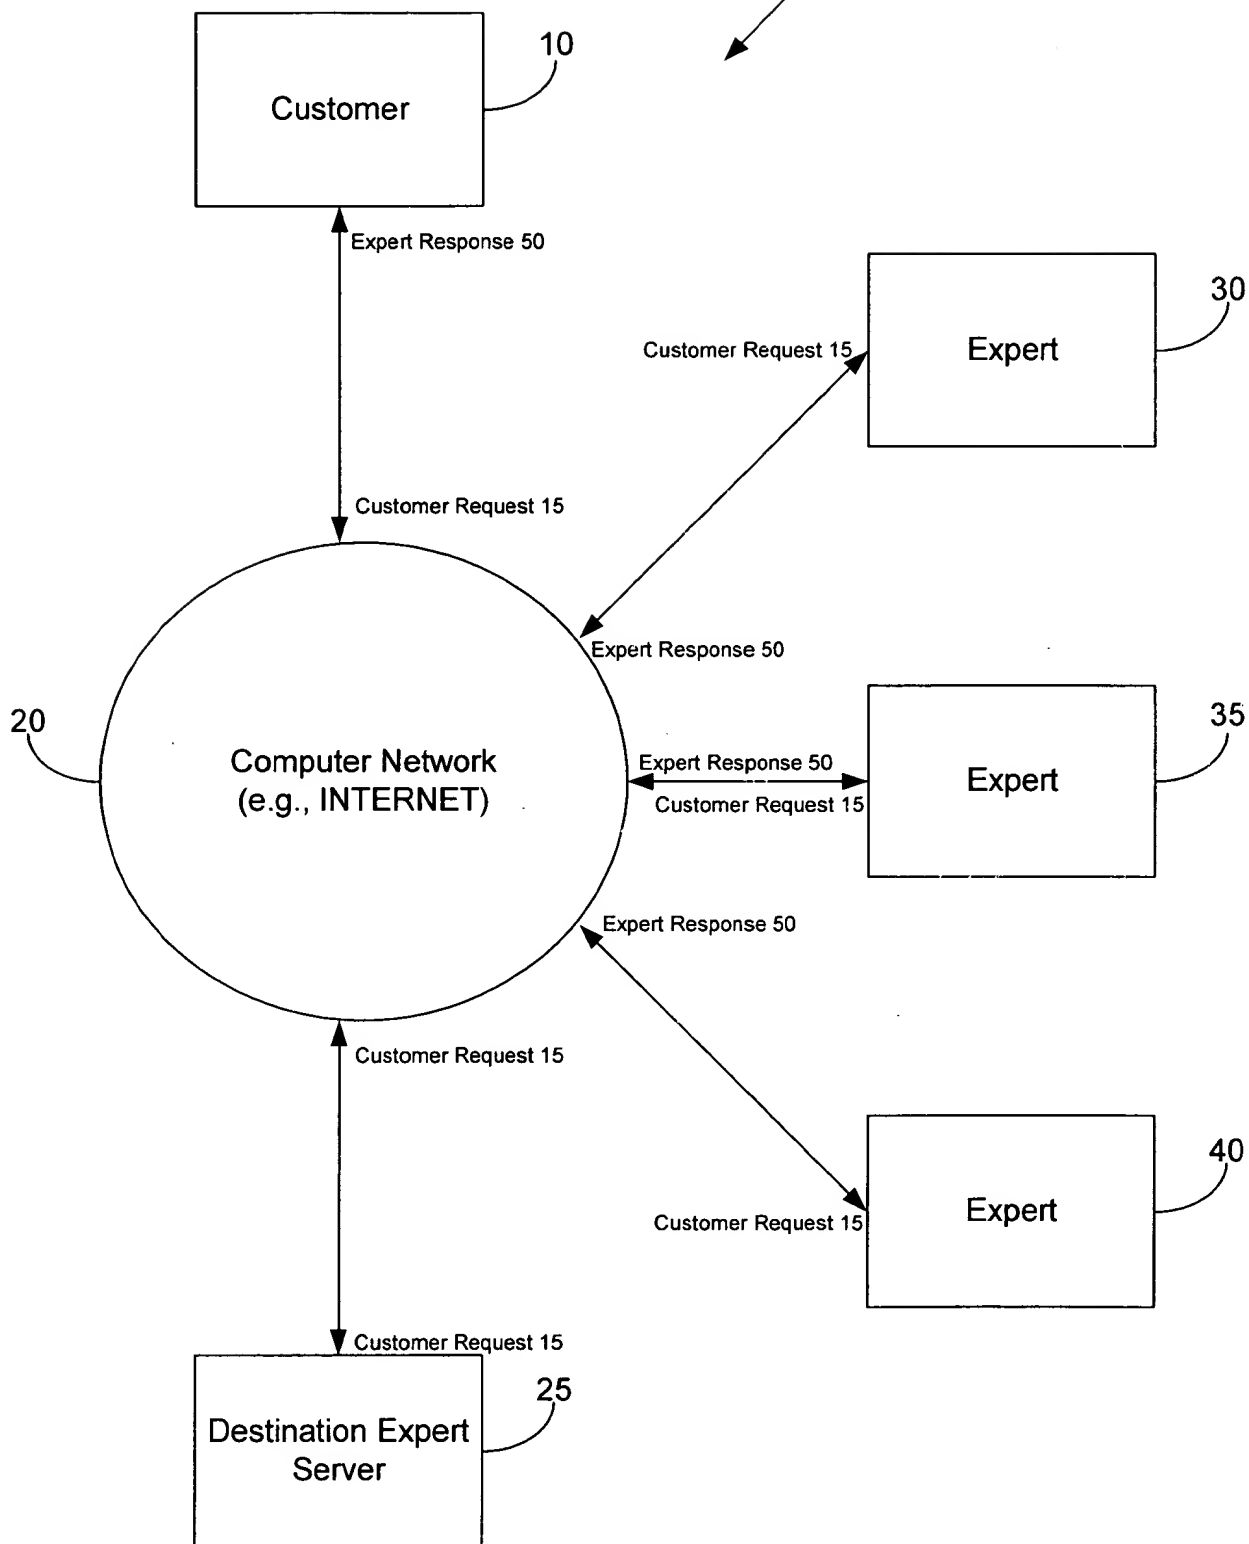 10
Customer
Expert Response 50
30
Customer Request 15
Expert
Customer Request 15
Expert Response 50
20
Computer Network
(e.g., INTERNET)
35
Expert Response 50
Customer Request 15
Expert
Expert Response 50
Customer Request 15
40
Customer Request 15
Expert
Customer Request 15
25
Destination Expert
Server